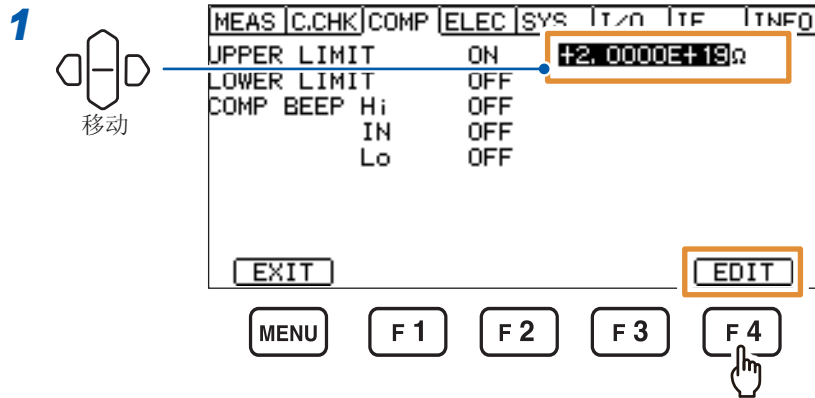 1
移动
MEAS C.CHK COMP ELEC SYS I/O IF INFO
UPPER LIMIT ON +2.0000E+19Ω
LOWER LIMIT OFF
COMP BEEP Hi OFF
IN OFF
Lo OFF
EXIT EDIT
MENU F1 F2 F3 F4